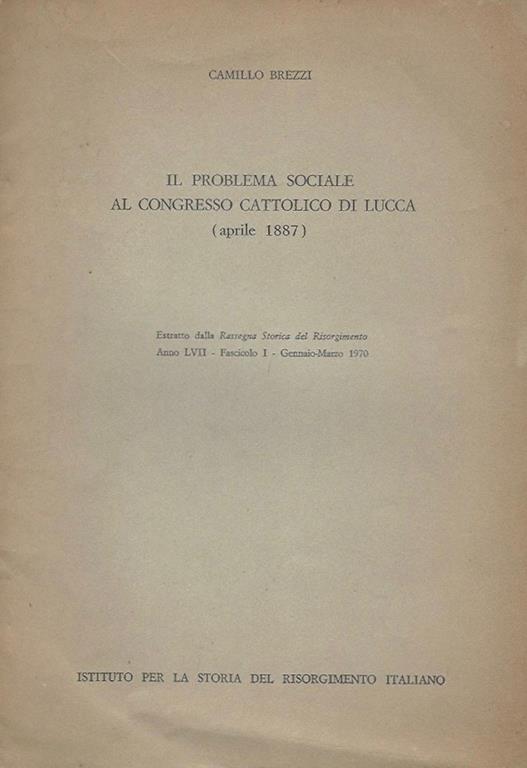 CAMILLO BREZZI
IL PROBLEMA SOCIALE
AL CONGRESSO CATTOLICO DI LUCCA
(aprile 1887)
Estratto dalla Rassegna Storica del Risorgimento
Anno LVII - Fascicolo I - Gennaio-Marzo 1970
ISTITUTO PER LA STORIA DEL RISORGIMENTO ITALIANO